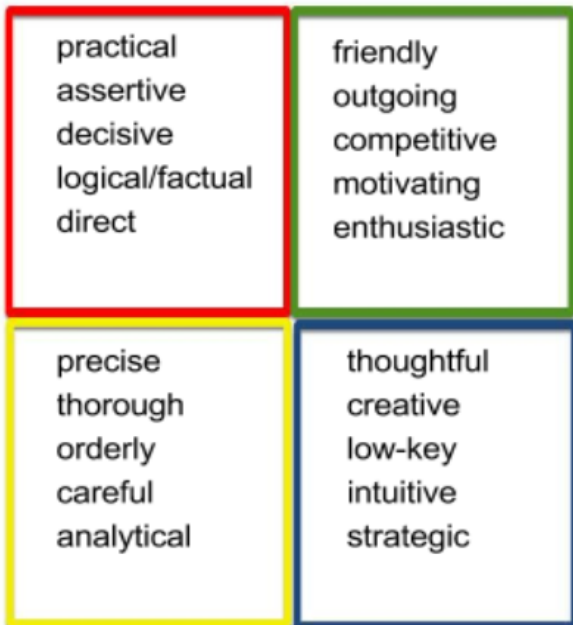 practical
assertive
decisive
logical/factual
direct
friendly
outgoing
competitive
motivating
enthusiastic
precise
thorough
orderly
careful
analytical
thoughtful
creative
low-key
intuitive
strategic